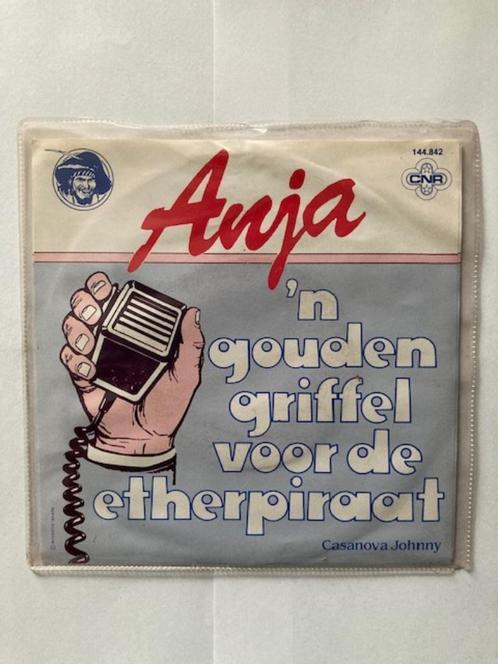 144.842
CNR
Anja
'n
gouden
griffel
voor de
etherpiraat
Casanova Johnny